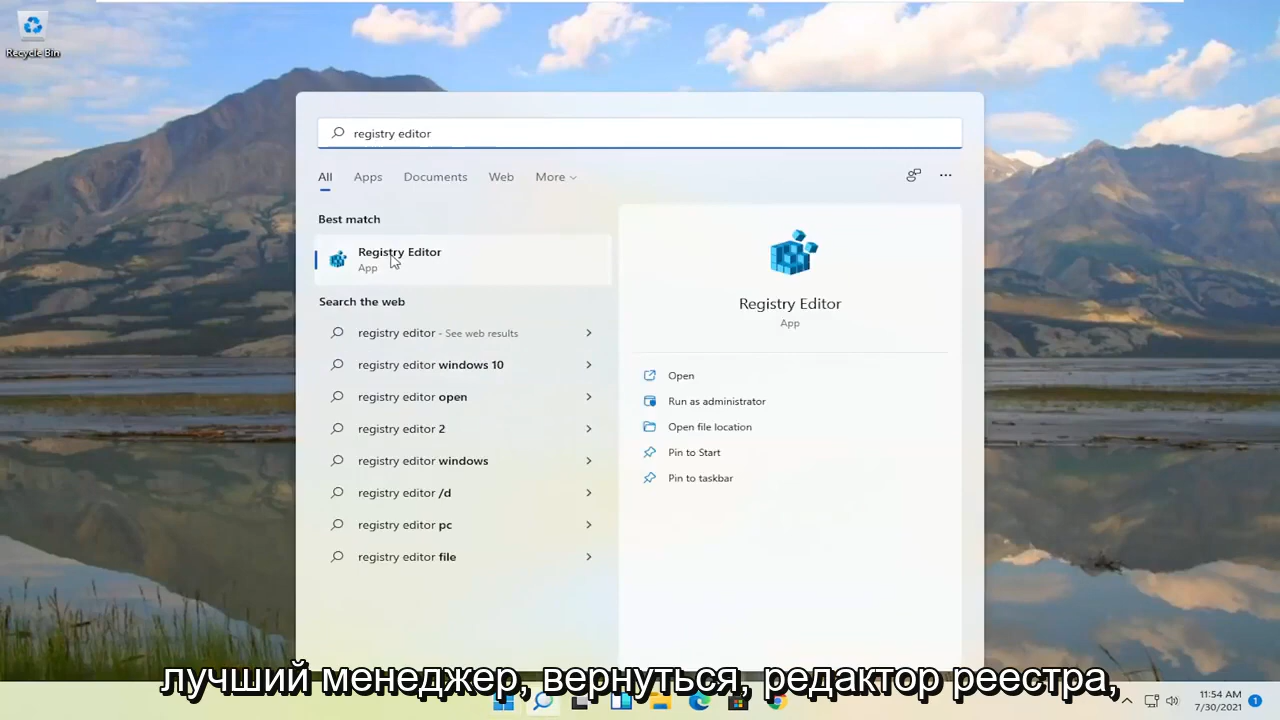 Recycle Bin
registry editor
All Apps Documents Web More
Best match
Registry Editor
App
Search the web
registry editor - See web results
registry editor windows 10
registry editor open
registry editor 2
registry editor windows
registry editor /d
registry editor pc
registry editor file
Registry Editor
App
Open
Run as administrator
Open file location
Pin to Start
Pin to taskbar
лучший менеджер, вернуться, редактор реестра,
11:54 AM
7/30/2021
1